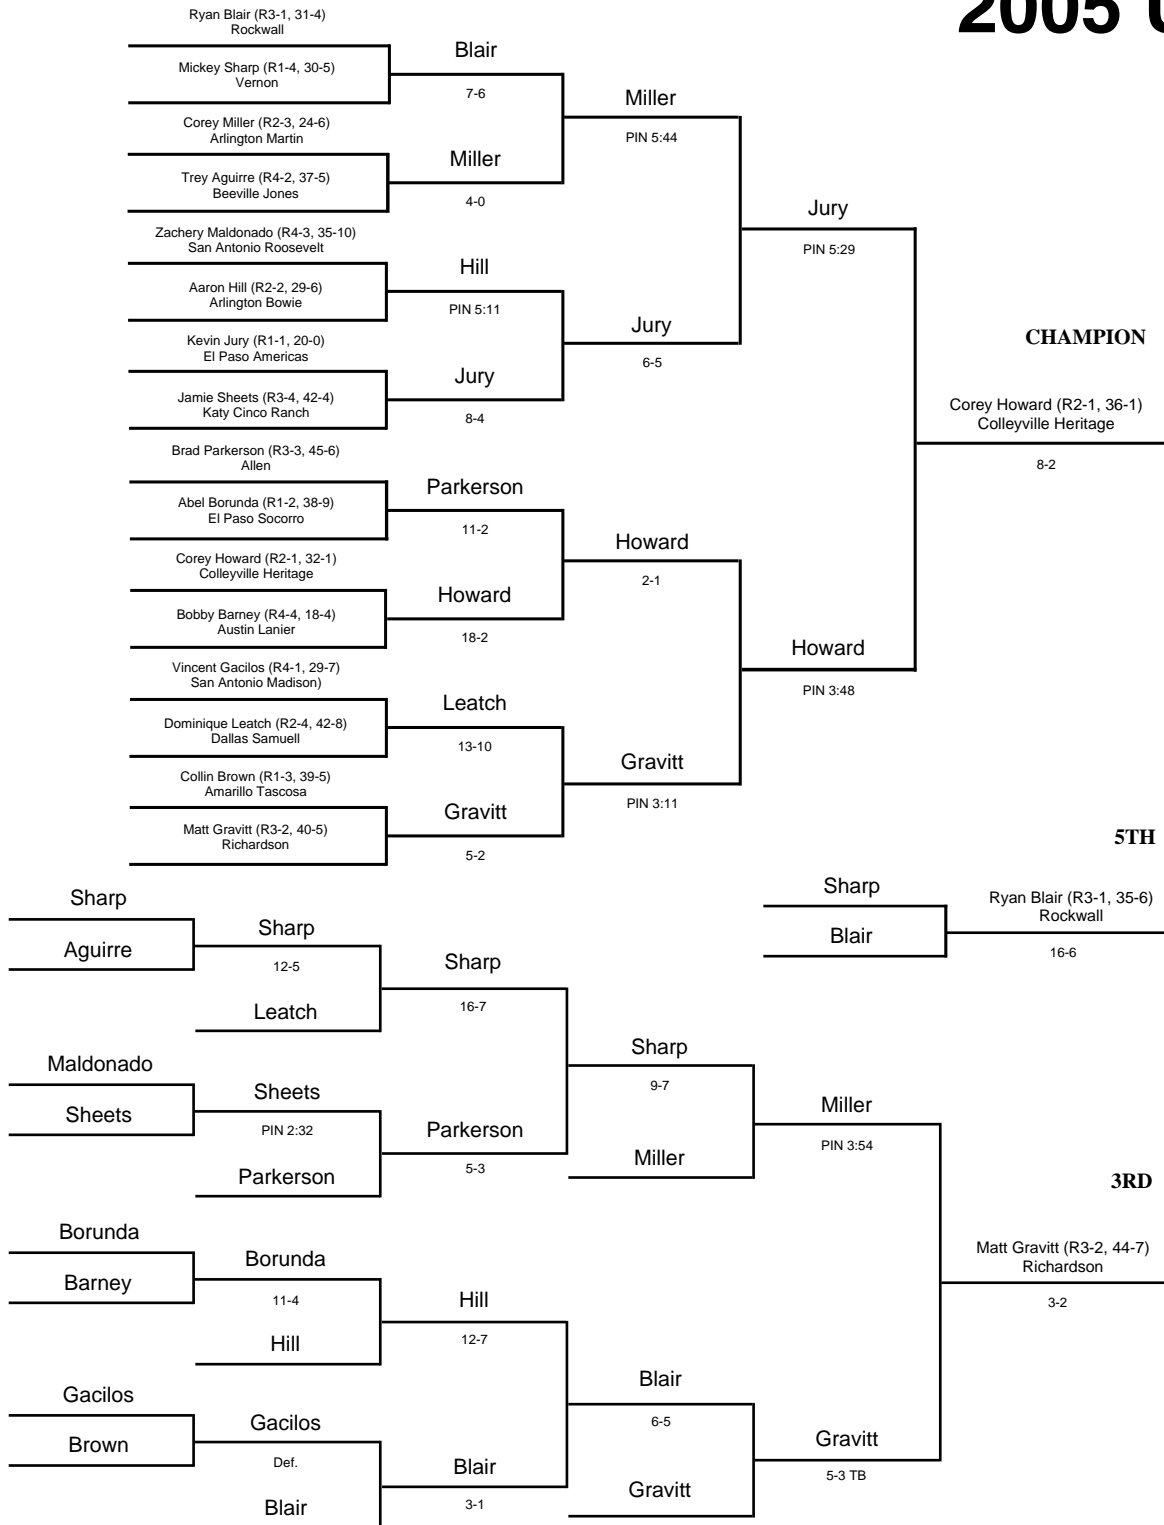 2005 U
Ryan Blair (R3-1, 31-4)
Rockwall
Mickey Sharp (R1-4, 30-5)
Vernon
Corey Miller (R2-3, 24-6)
Arlington Martin
Trey Aguirre (R4-2, 37-5)
Beeville Jones
Zachery Maldonado (R4-3, 35-10)
San Antonio Roosevelt
Aaron Hill (R2-2, 29-6)
Arlington Bowie
Kevin Jury (R1-1, 20-0)
El Paso Americas
Jamie Sheets (R3-4, 42-4)
Katy Cinco Ranch
Brad Parkerson (R3-3, 45-6)
Allen
Abel Borunda (R1-2, 38-9)
El Paso Socorro
Corey Howard (R2-1, 32-1)
Colleyville Heritage
Bobby Barney (R4-4, 18-4)
Austin Lanier
Vincent Gacilos (R4-1, 29-7)
San Antonio Madison)
Dominique Leatch (R2-4, 42-8)
Dallas Samuell
Collin Brown (R1-3, 39-5)
Amarillo Tascosa
Matt Gravitt (R3-2, 40-5)
Richardson
Blair
7-6
Miller
4-0
Hill
PIN 5:11
Jury
8-4
Parkerson
11-2
Howard
18-2
Leatch
13-10
Gravitt
5-2
Miller
PIN 5:44
Jury
6-5
Howard
2-1
Gravitt
PIN 3:11
Jury
PIN 5:29
Howard
PIN 3:48
CHAMPION
Corey Howard (R2-1, 36-1)
Colleyville Heritage
8-2
5TH
Sharp
Blair
Ryan Blair (R3-1, 35-6)
Rockwall
16-6
Sharp
Aguirre
Maldonado
Sheets
Borunda
Barney
Gacilos
Brown
Sharp
12-5
Leatch
Sheets
PIN 2:32
Parkerson
Borunda
11-4
Hill
Gacilos
Def.
Blair
Sharp
16-7
Parkerson
5-3
Hill
12-7
Blair
3-1
Sharp
9-7
Miller
Blair
6-5
Gravitt
Miller
PIN 3:54
Gravitt
5-3 TB
3RD
Matt Gravitt (R3-2, 44-7)
Richardson
3-2